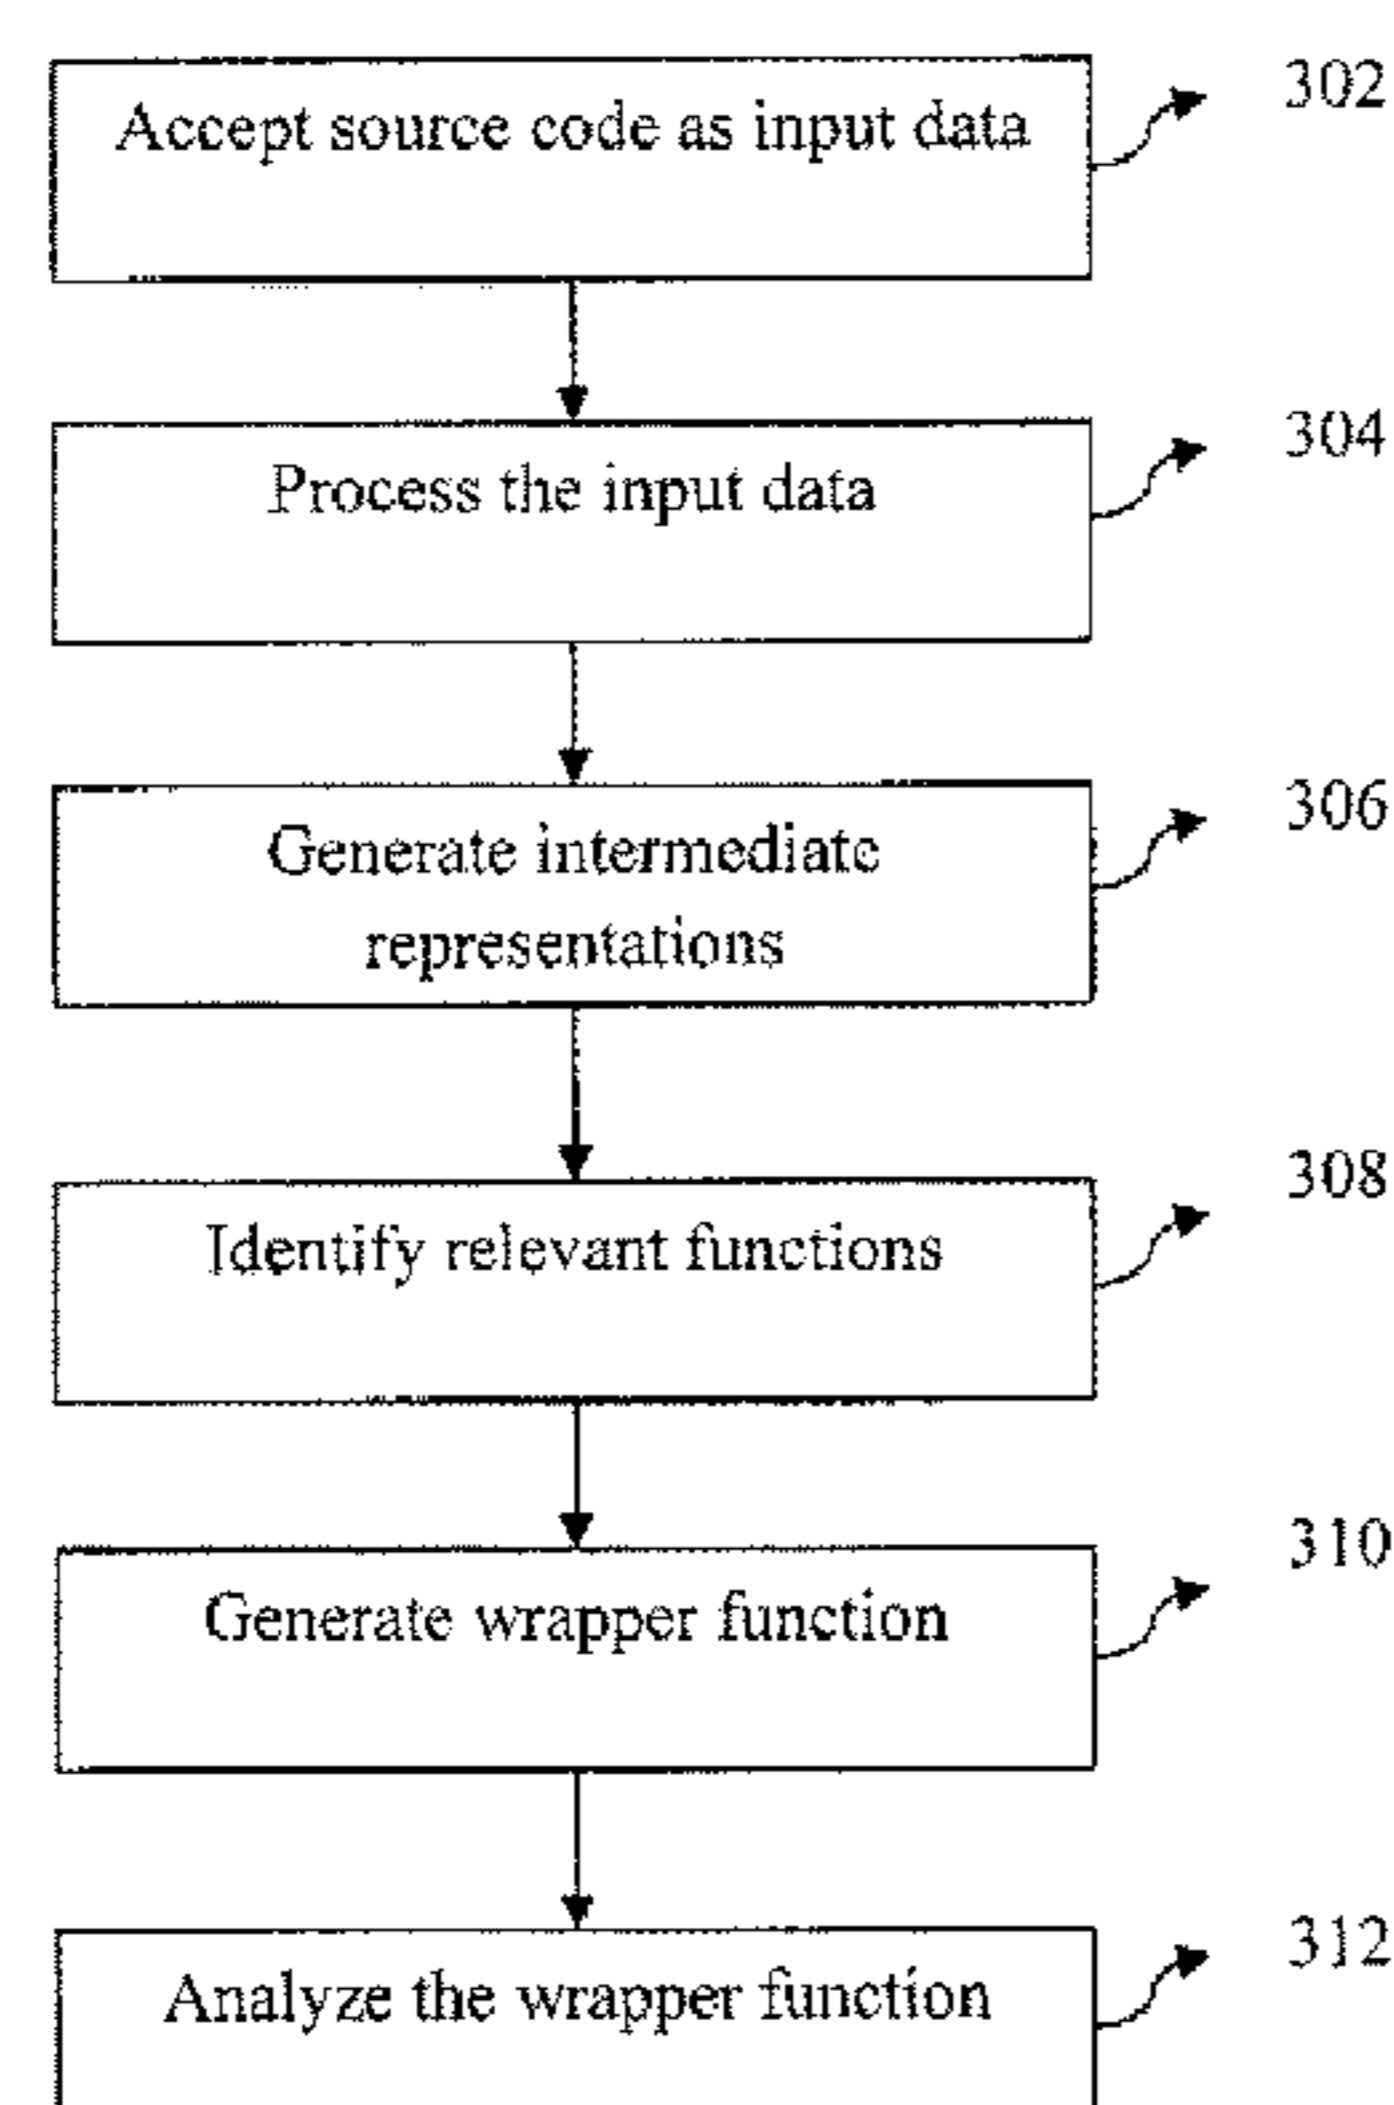 Accept source code as input data
302
Process the input data
304
Generate intermediate
representations
306
Identify relevant functions
308
Generate wrapper function
310
Analyze the wrapper function
312